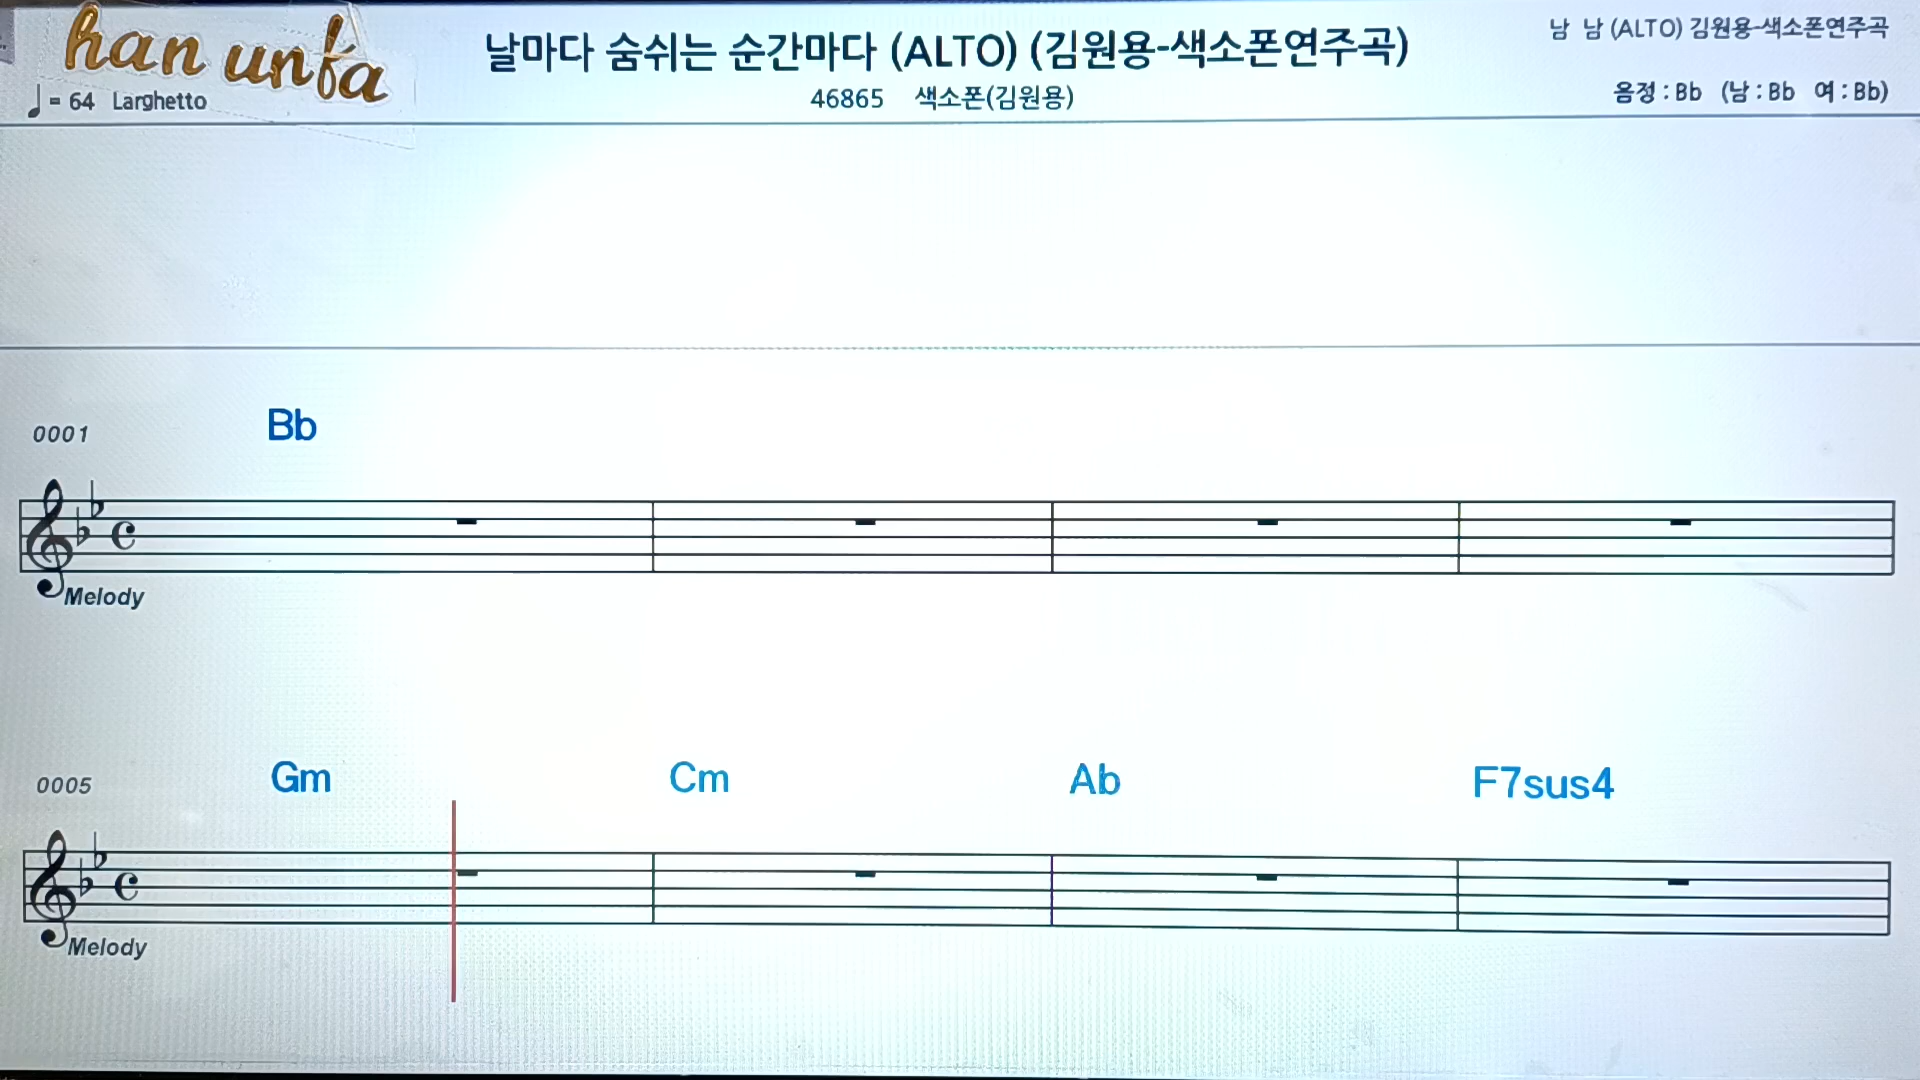 han unfa
날마다 숨쉬는 순간마다 (ALTO) (김원용-색소폰연주곡)
남 남 (ALTO) 김원용-색소폰연주곡
= 64 Larghetto
46865 색소폰(김원용)
음정 : Bb (남 : Bb 여 : Bb)
0001 Bb
Melody
0005 Gm Cm Ab F7sus4
Melody